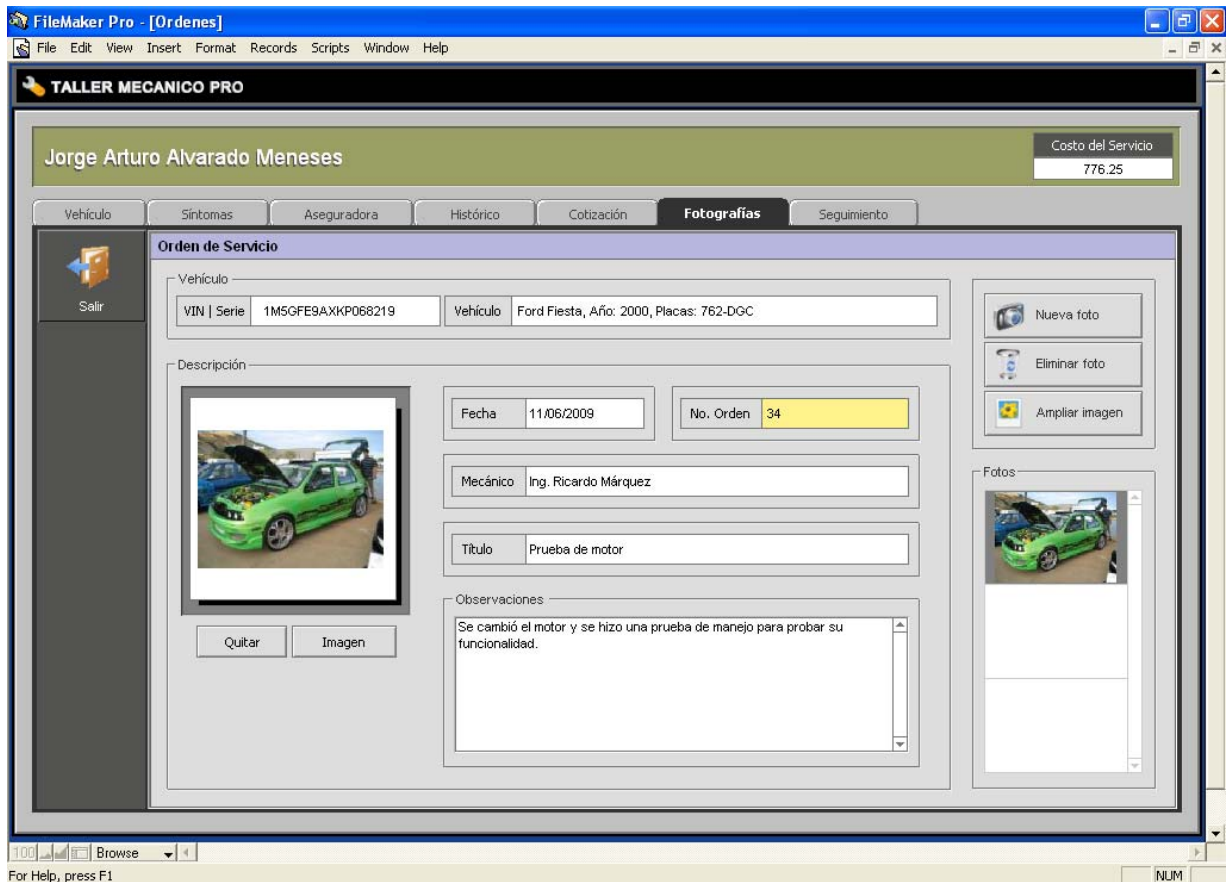 FileMaker Pro - [Ordenes]
File Edit View Insert Format Records Scripts Window Help
TALLER MECANICO PRO
Jorge Arturo Alvarado Meneses
Costo del Servicio
776.25
Vehículo
Síntomas
Aseguradora
Histórico
Cotización
Fotografías
Seguimiento
Salir
Orden de Servicio
Vehículo
VIN | Serie 1M5GFE9AXKP068219
Vehículo Ford Fiesta, Año: 2000, Placas: 762-DGC
Nueva foto
Eliminar foto
Ampliar imagen
Descripción
Fecha 11/06/2009
No. Orden 34
Mecánico Ing. Ricardo Márquez
Título Prueba de motor
Observaciones
Se cambió el motor y se hizo una prueba de manejo para probar su
funcionalidad.
Quitar
Imagen
Fotos
100 Browse
For Help, press F1
NUM